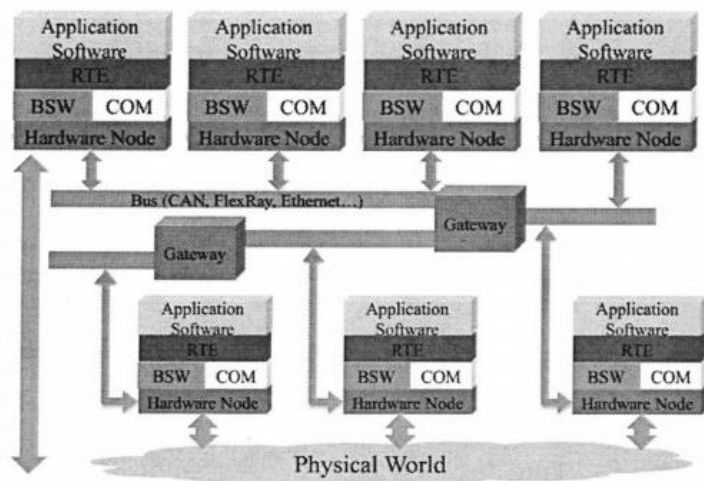 Application
Software
RTE
BSW COM
Hardware Node
Application
Software
RTE
BSW COM
Hardware Node
Application
Software
RTE
BSW COM
Hardware Node
Application
Software
RTE
BSW COM
Hardware Node
Bus (CAN, FlexRay, Ethernet…)
Gateway
Gateway
Application
Software
RTE
BSW COM
Hardware Node
Application
Software
RTE
BSW COM
Hardware Node
Application
Software
RTE
BSW COM
Hardware Node
Physical World